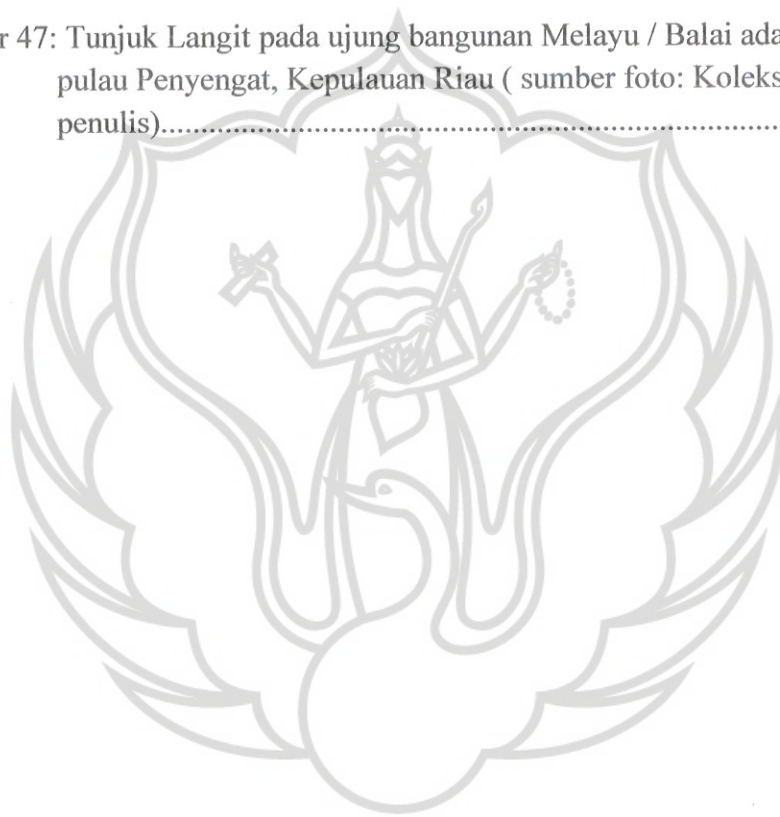 r 47: Tunjuk Langit pada ujung bangunan Melayu / Balai ada
pulau Penyengat, Kepulauan Riau ( sumber foto: Koleks
penulis)..............................................................................